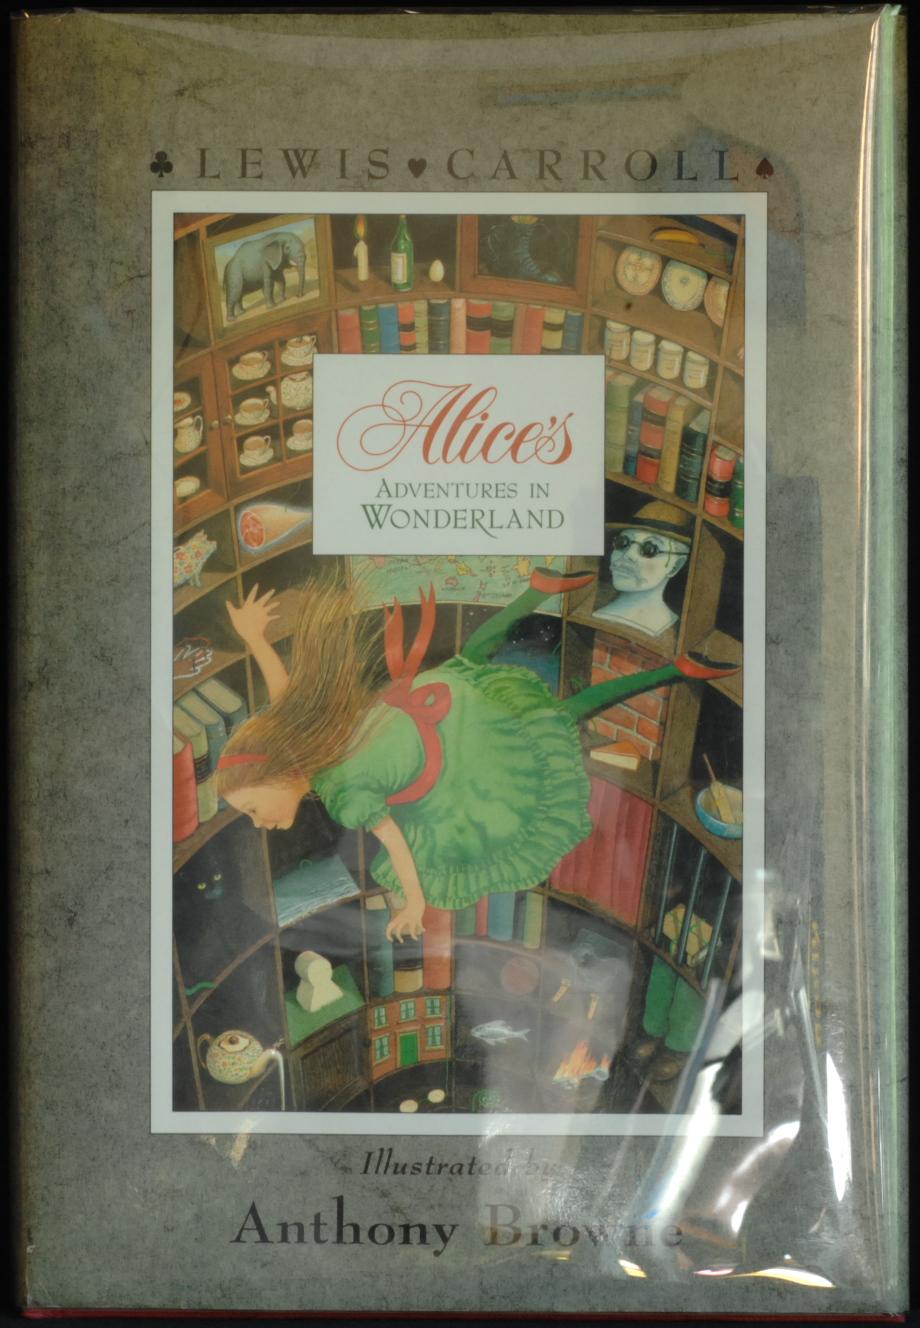 ♣ LEWIS ♥ CARROLL ♠
Alice's
ADVENTURES IN
WONDERLAND
Illustrated by
Anthony Browne